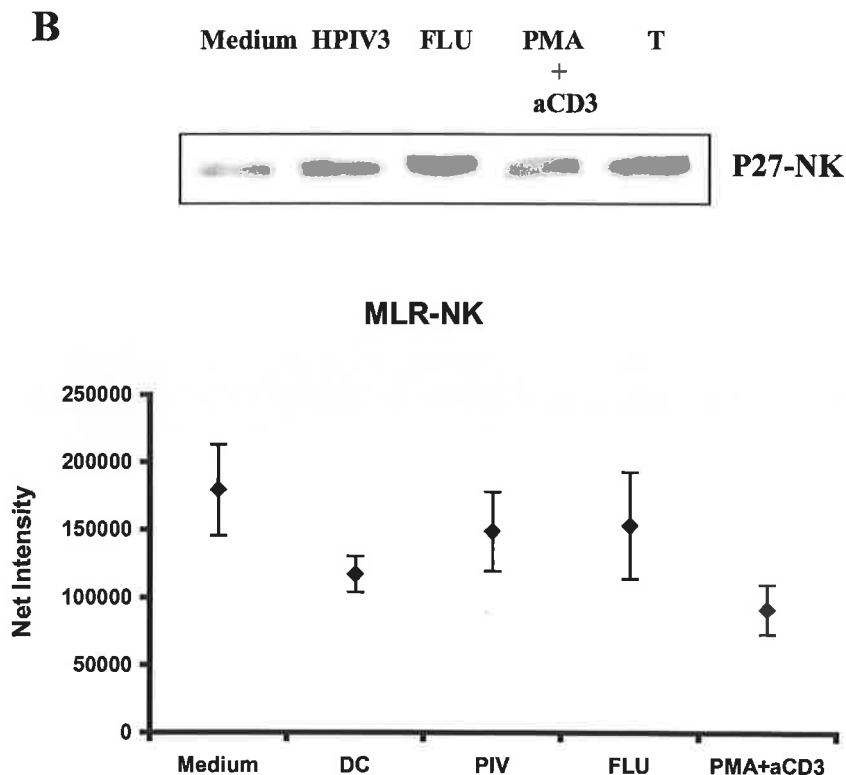 B
Medium HPIV3 FLU PMA + aCD3 T
P27-NK
MLR-NK
Net Intensity
250000
200000
150000
100000
50000
0
Medium DC PIV FLU PMA+aCD3